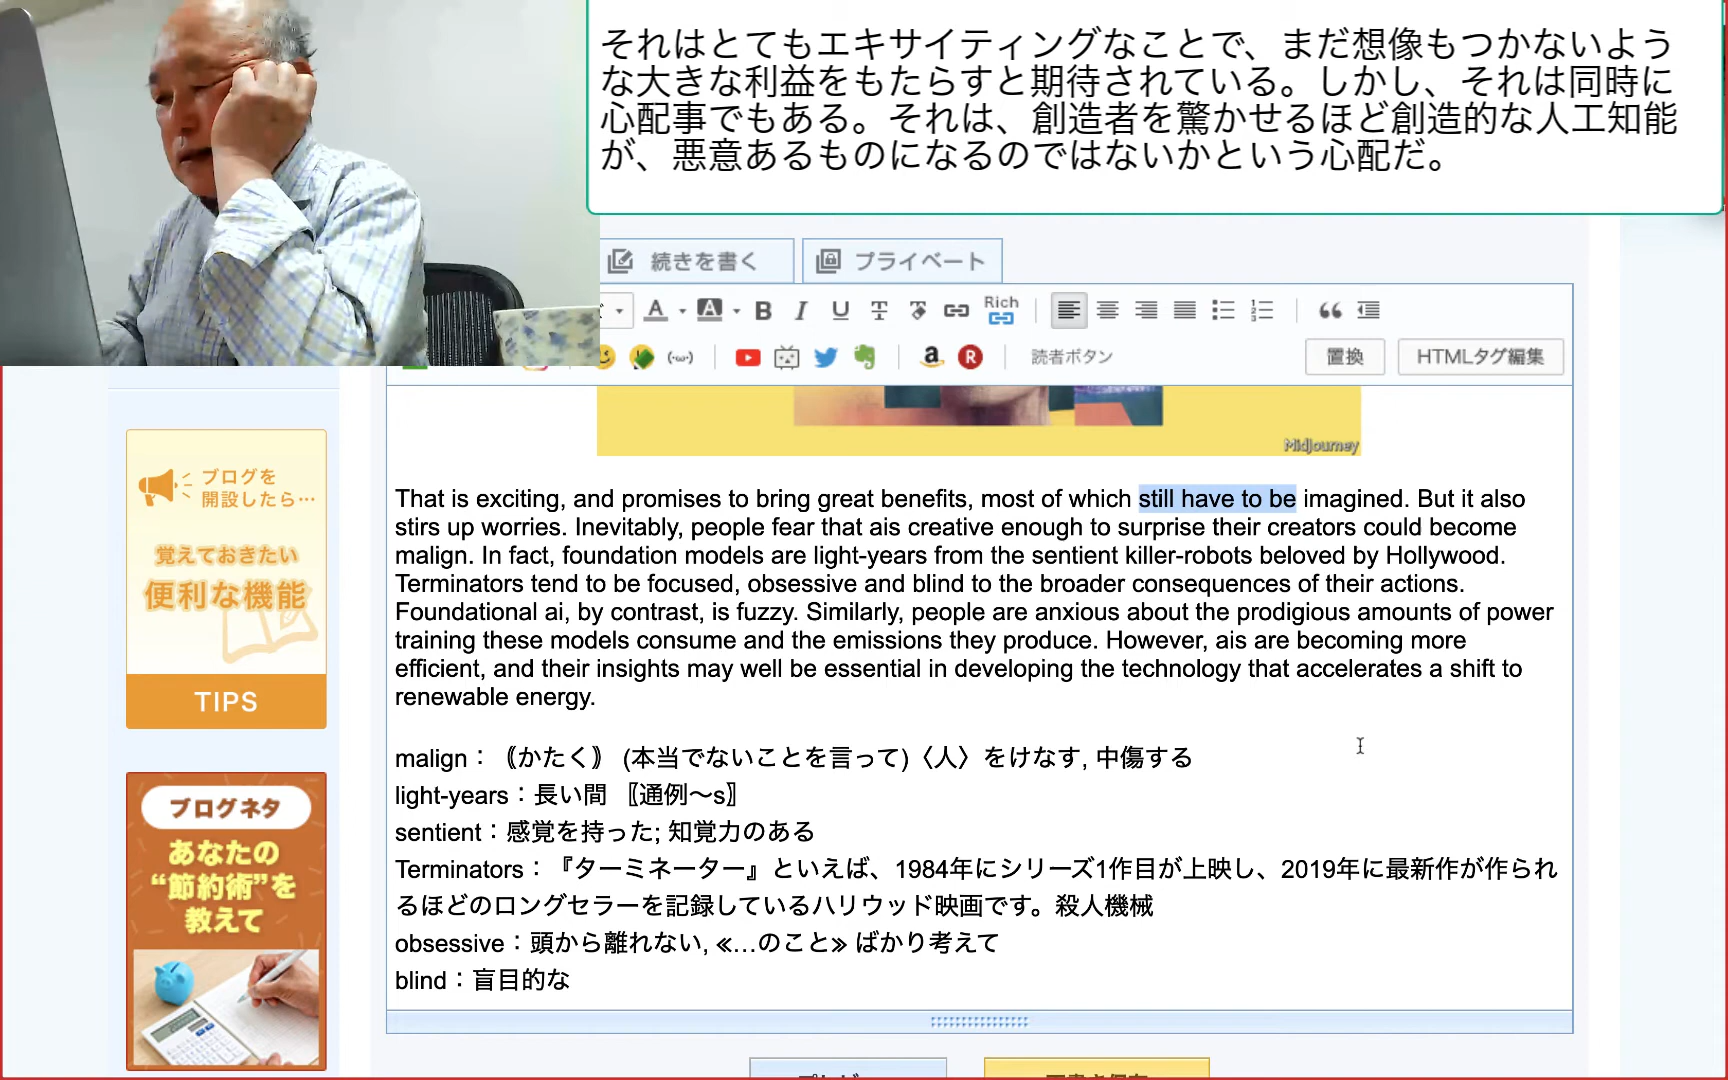 それはとてもエキサイティングなことで、まだ想像もつかないよう
な大きな利益をもたらすと期待されている。しかし、それは同時に
心配事でもある。それは、創造者を驚かせるほど創造的な人工知能
が、悪意あるものになるのではないかという心配だ。
続きを書く
プライベート
A A B I U T Rich
a R 読者ボタン 置換 HTMLタグ編集
Midjourney
That is exciting, and promises to bring great benefits, most of which still have to be imagined. But it also
stirs up worries. Inevitably, people fear that ais creative enough to surprise their creators could become
malign. In fact, foundation models are light-years from the sentient killer-robots beloved by Hollywood.
Terminators tend to be focused, obsessive and blind to the broader consequences of their actions.
Foundational ai, by contrast, is fuzzy. Similarly, people are anxious about the prodigious amounts of power
training these models consume and the emissions they produce. However, ais are becoming more
efficient, and their insights may well be essential in developing the technology that accelerates a shift to
renewable energy.
malign：⦅かたく⦆ (本当でないことを言って)〈人〉をけなす, 中傷する
light-years：長い間 〖通例～s〗
sentient：感覚を持った; 知覚力のある
Terminators：『ターミネーター』といえば、1984年にシリーズ1作目が上映し、2019年に最新作が作られ
るほどのロングセラーを記録しているハリウッド映画です。殺人機械
obsessive：頭から離れない, ≪…のこと≫ ばかり考えて
blind：盲目的な
ブログを
開設したら…
覚えておきたい
便利な機能
TIPS
ブログネタ
あなたの
“節約術”を
教えて